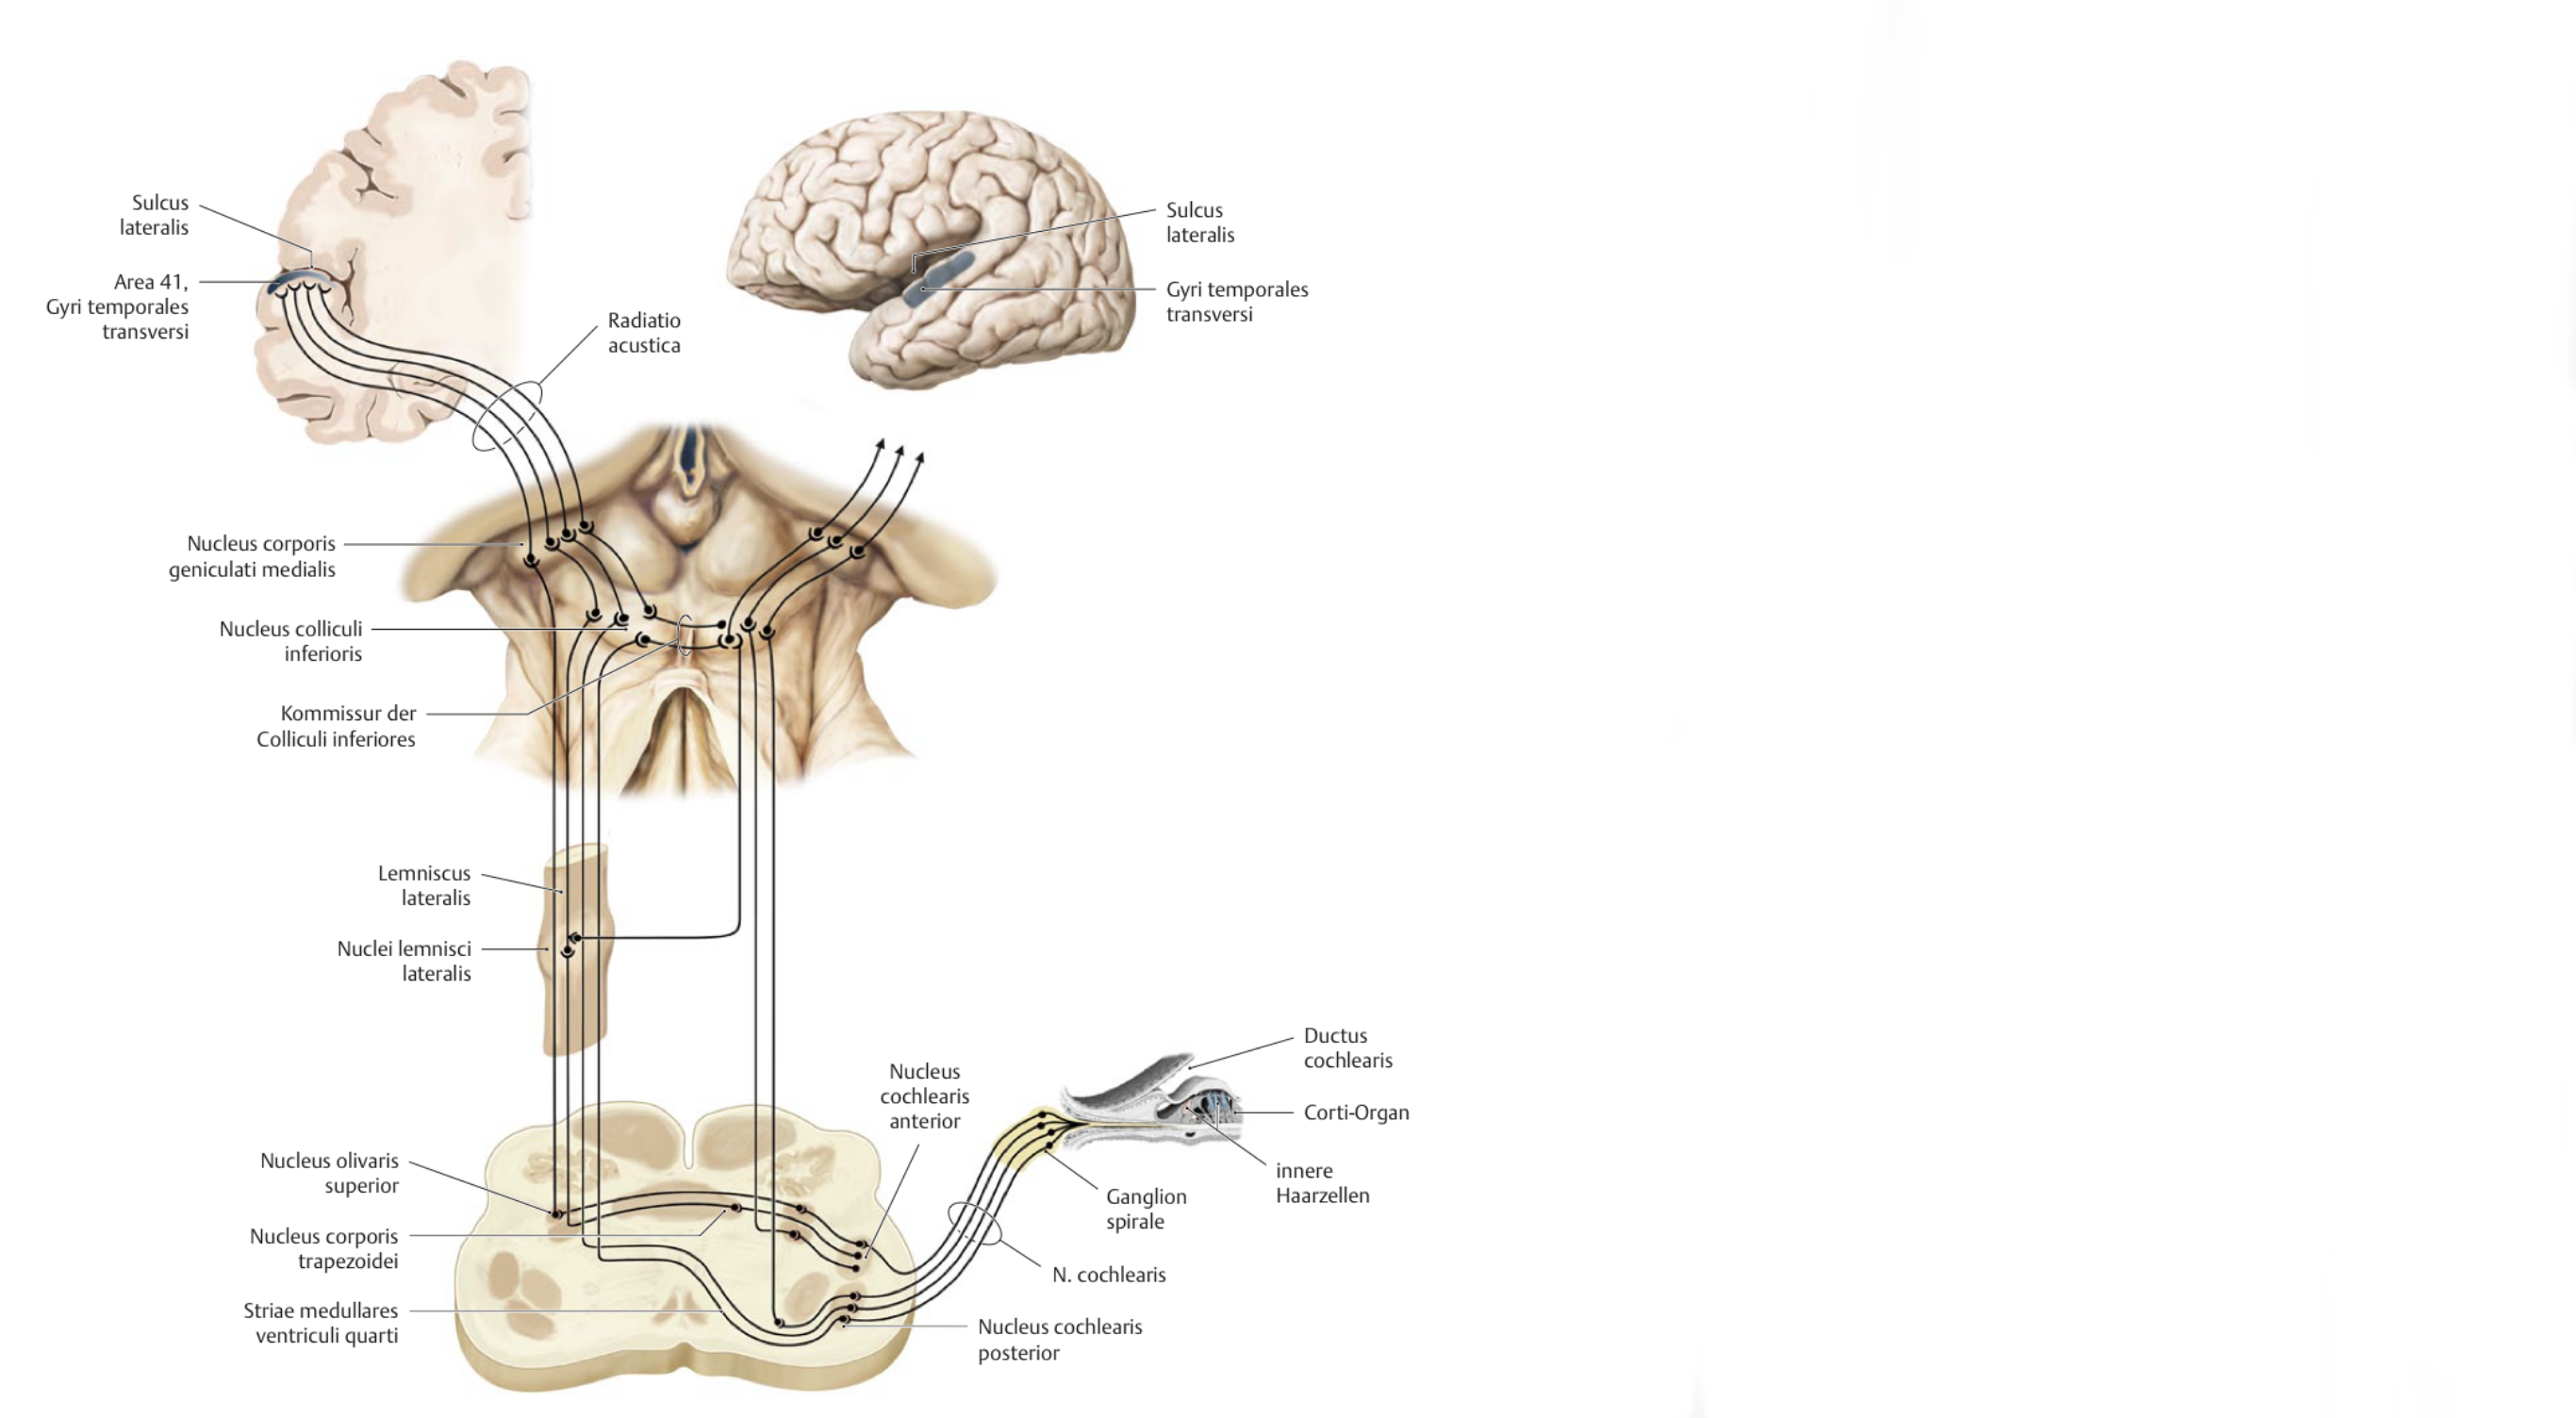 Sulcus
lateralis
Area 41,
Gyri temporales
transversi
Radiatio
acustica
Sulcus
lateralis
Gyri temporales
transversi
Nucleus corporis
geniculati medialis
Nucleus colliculi
inferioris
Kommissur der
Colliculi inferiores
Lemniscus
lateralis
Nuclei lemnisci
lateralis
Nucleus
cochlearis
anterior
Ductus
cochlearis
Corti-Organ
innere
Haarzellen
Ganglion
spirale
N. cochlearis
Nucleus cochlearis
posterior
Nucleus olivaris
superior
Nucleus corporis
trapezoidei
Striae medullares
ventriculi quarti